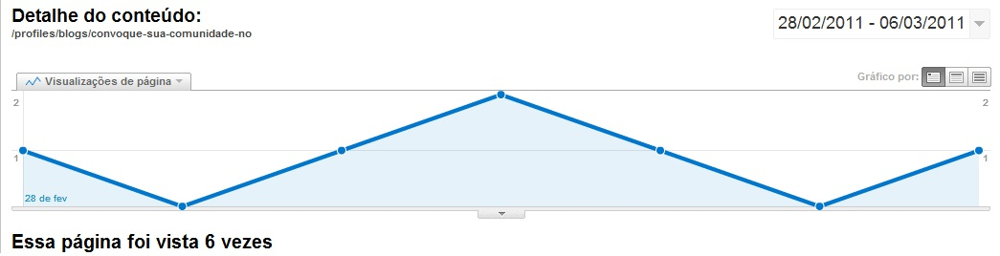 Detalhe do conteúdo:
/profiles/blogs/convoque-sua-comunidade-no
28/02/2011 - 06/03/2011
Visualizações de página
Gráfico por:
2
2
1
1
28 de fev
Essa página foi vista 6 vezes